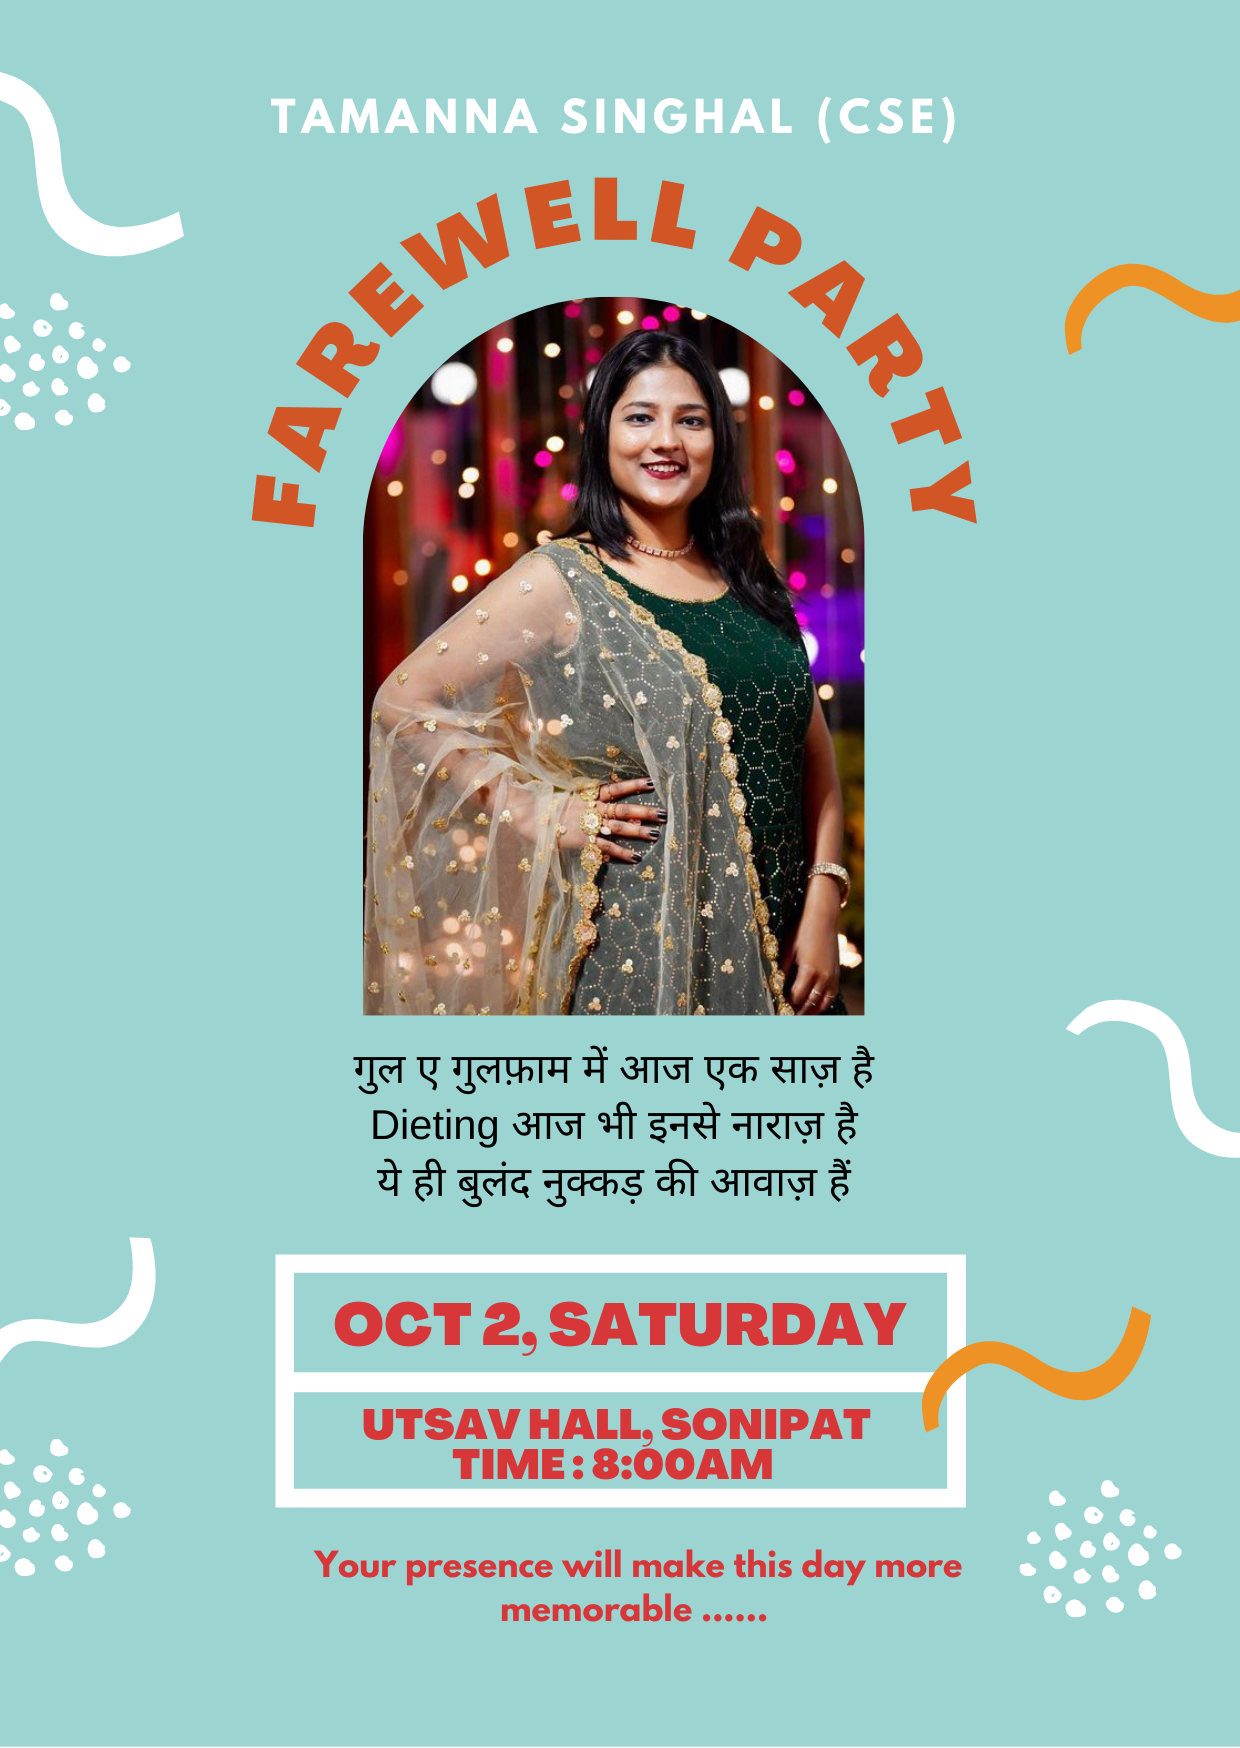 TAMANNA SINGHAL (CSE)
FAREWELL PARTY
गुल ए गुलफ़ाम में आज एक साज़ है
Dieting आज भी इनसे नाराज़ है
ये ही बुलंद नुक्कड़ की आवाज़ हैं
OCT 2, SATURDAY
UTSAV HALL, SONIPAT
TIME : 8:00AM
Your presence will make this day more
memorable ......